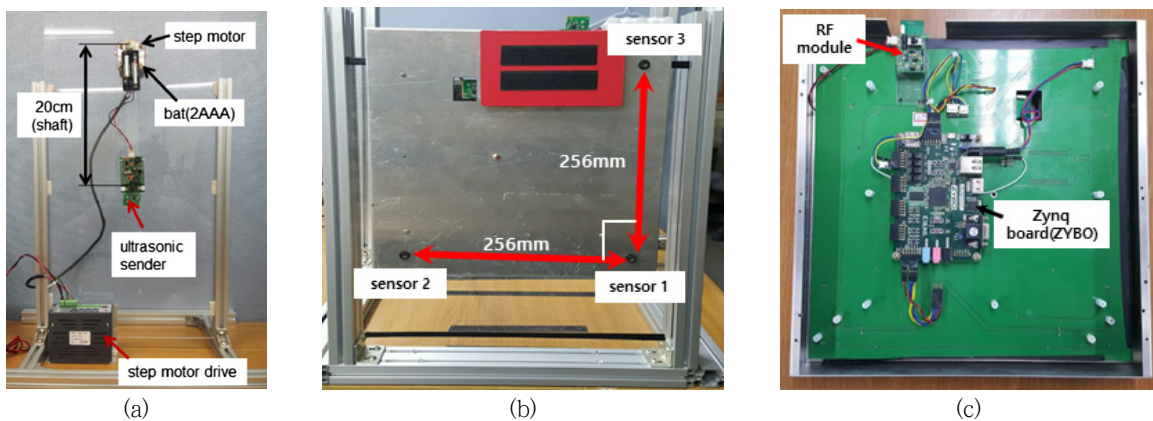 step motor
20cm
(shaft)
bat(2AAA)
ultrasonic
sender
step motor drive
(a)
sensor 3
256mm
256mm
sensor 2
sensor 1
(b)
RF
module
Zynq
board(ZYBO)
(c)